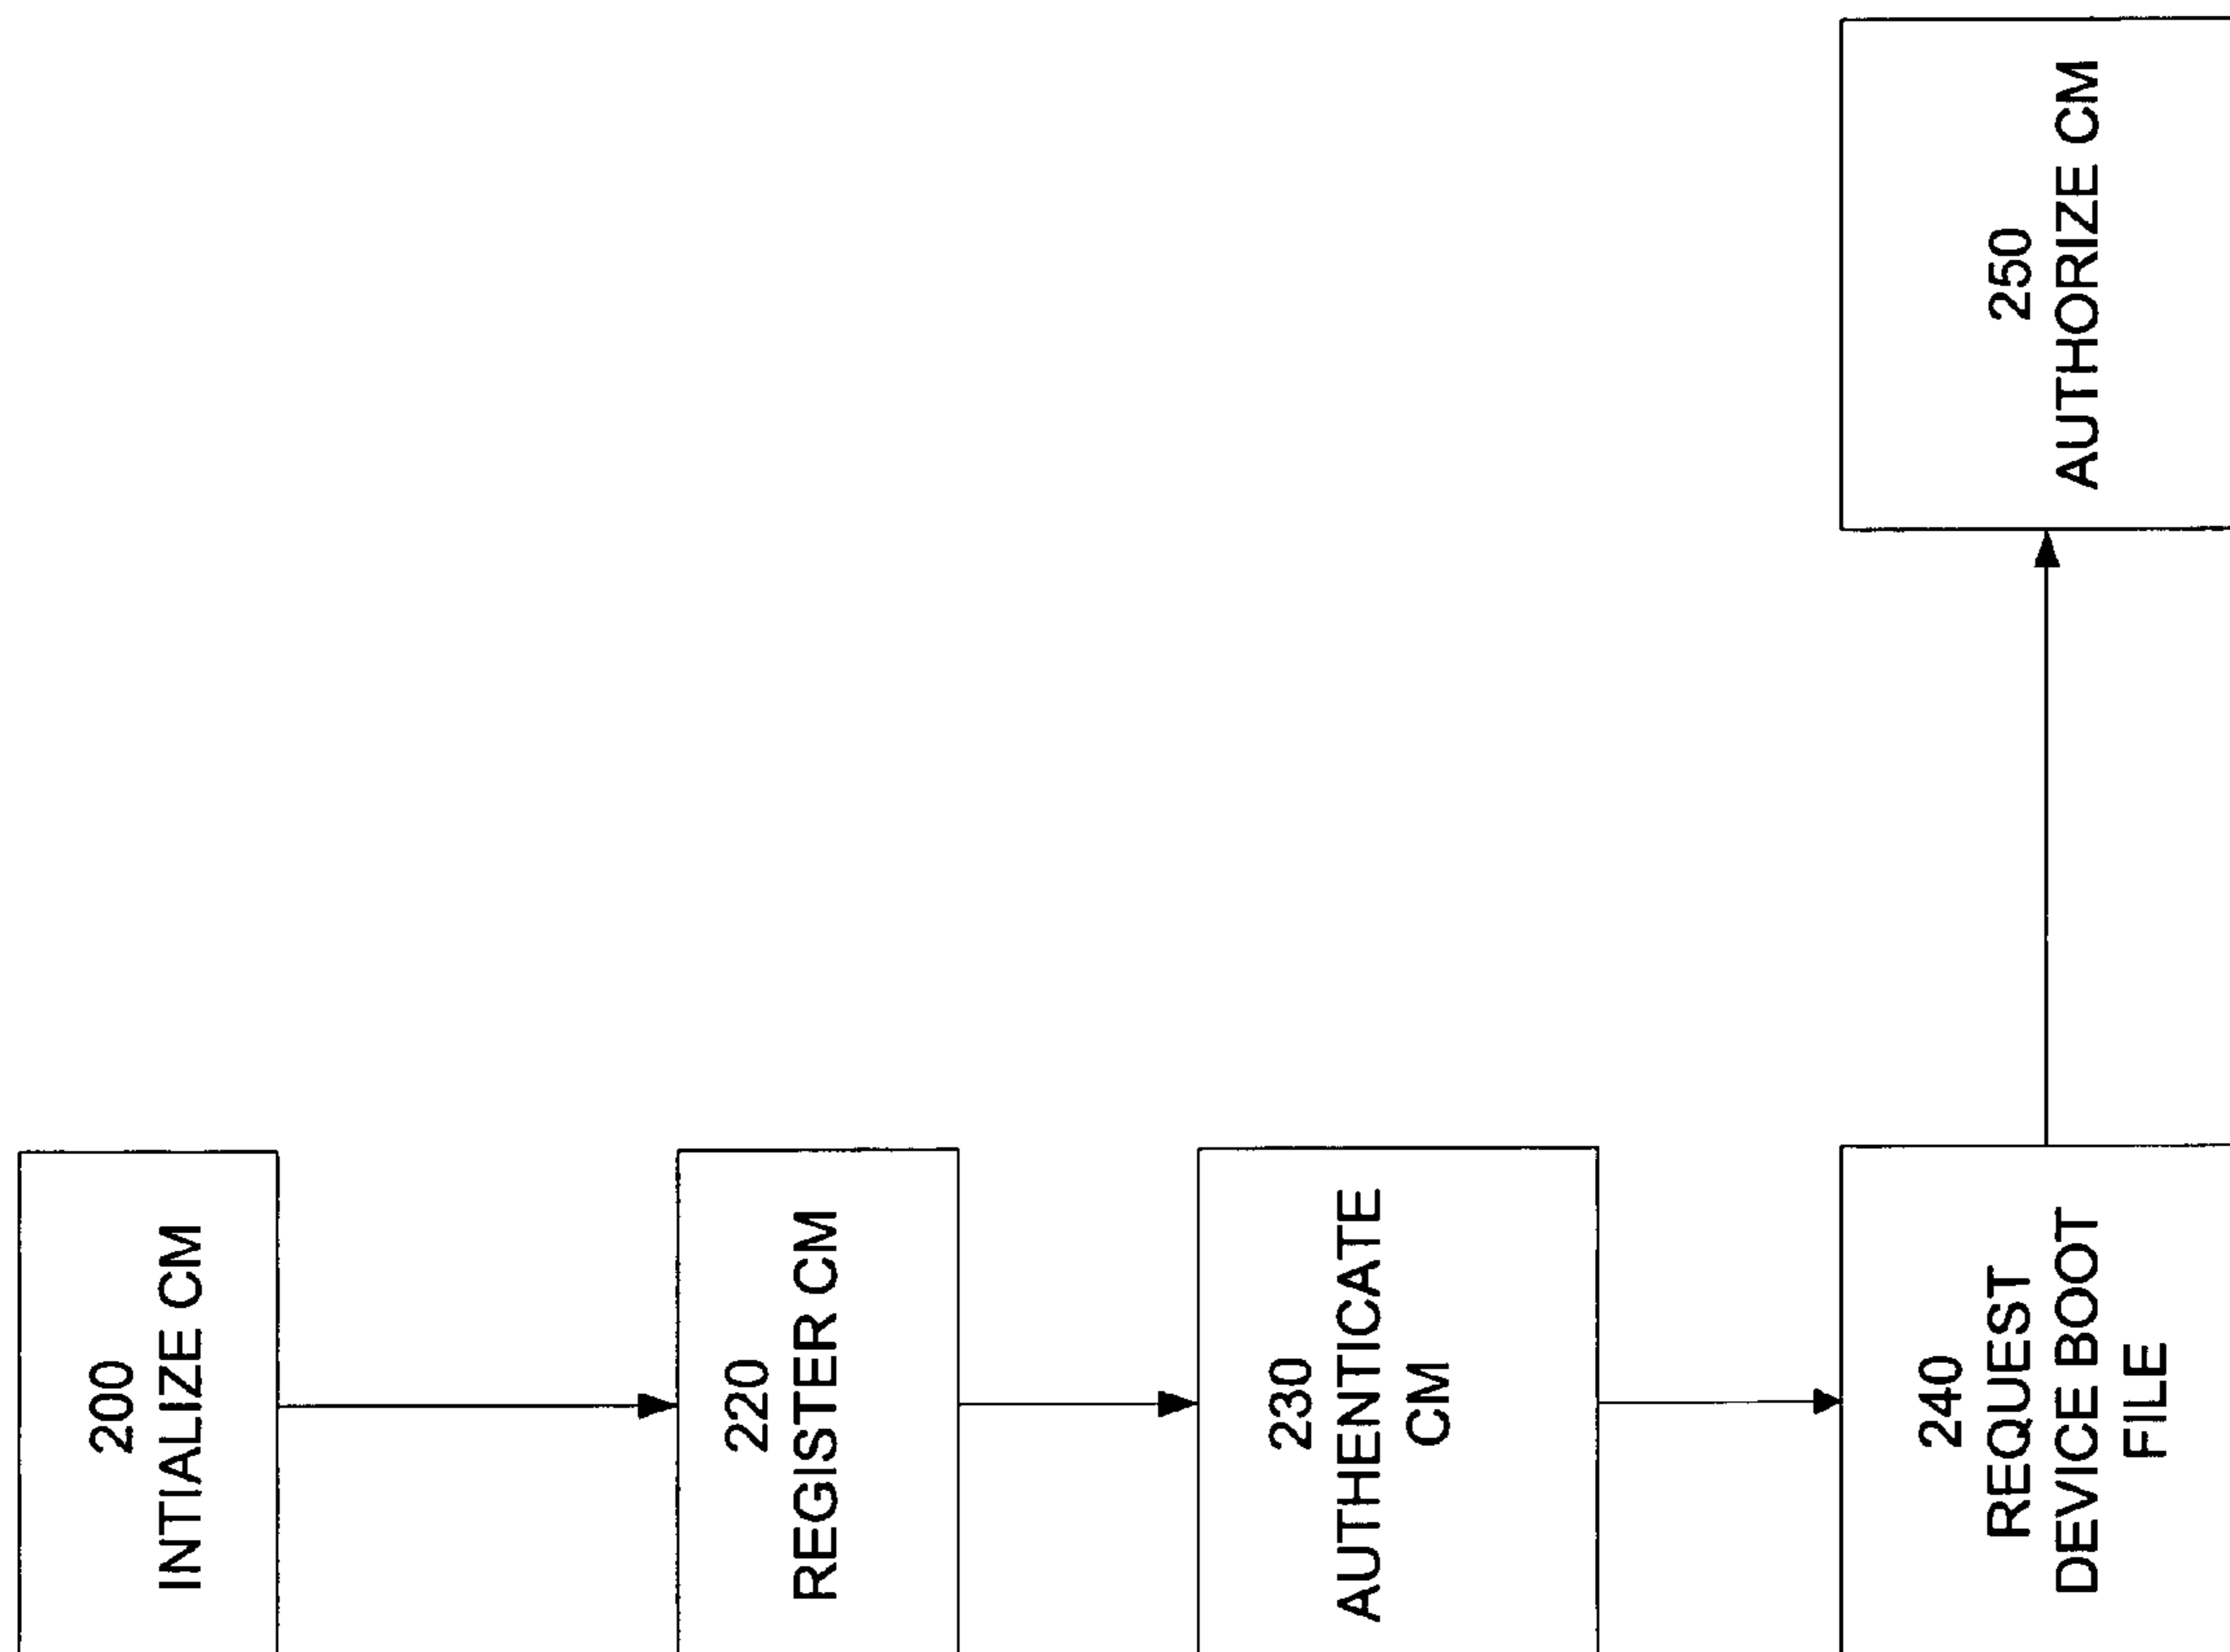 200
INTIALIZE CM
220
REGISTER CM
230
AUTHENTICATE
CM
240
REQUEST
DEVICE BOOT
FILE
250
AUTHORIZE CM